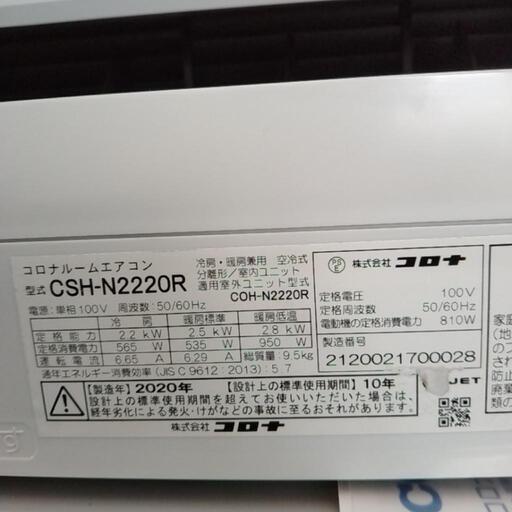 コロナルームエアコン
型式 CSH-N2220R
冷房・暖房兼用 空冷式
分離形／室内ユニット
適用室外ユニット型式
COH-N2220R
電源：単相100V 周波数：50/60Hz
冷房 暖房標準 暖房低温
定格能力 2.2 kW 2.5 kW 2.8 kW
定格消費電力 565 W 535 W 950 W
運転電流 6.65 A 6.29 A 総質量：9.5kg
通年エネルギー消費効率(JIS C 9612：2013)：5.7
PS
E
株式会社 コロナ
定格電圧 100V
定格周波数 50/60Hz
電動機の定格消費電力 810W
製造番号
2120021700028
JET
【製造年】2020年 【設計上の標準使用期間】10年
設計上の標準使用期間を超えてお使いいただいた場合は、
経年劣化による発火・けがなどの事故に至るおそれがあります。
株式会社 コロナ
家庭